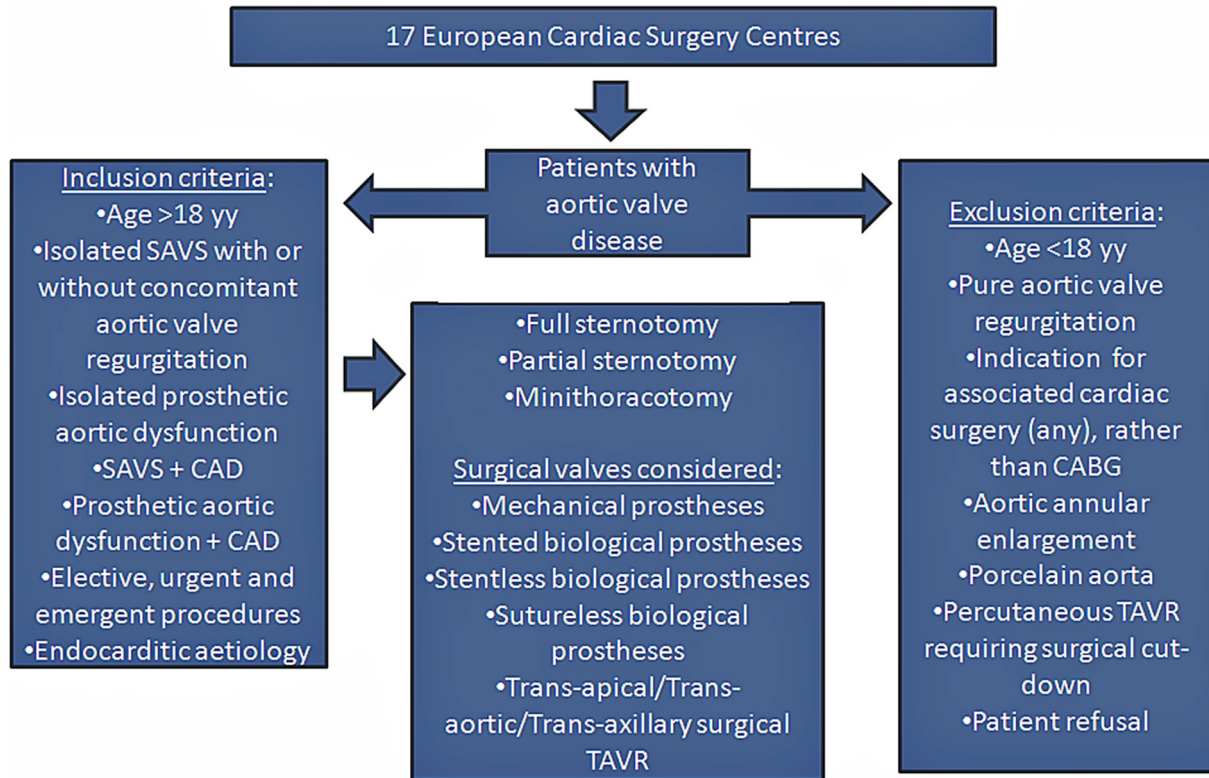 17 European Cardiac Surgery Centres
Patients with
aortic valve
disease
Inclusion criteria:
•Age >18 yy
•Isolated SAVS with or
without concomitant
aortic valve
regurgitation
•Isolated prosthetic
aortic dysfunction
•SAVS + CAD
•Prosthetic aortic
dysfunction + CAD
•Elective, urgent and
emergent procedures
•Endocarditic aetiology
•Full sternotomy
•Partial sternotomy
•Minithoracotomy
Surgical valves considered:
•Mechanical prostheses
•Stented biological prostheses
•Stentless biological prostheses
•Sutureless biological
prostheses
•Trans-apical/Trans-
aortic/Trans-axillary surgical
TAVR
Exclusion criteria:
•Age <18 yy
•Pure aortic valve
regurgitation
•Indication for
associated cardiac
surgery (any), rather
than CABG
•Aortic annular
enlargement
•Porcelain aorta
•Percutaneous TAVR
requiring surgical cut-
down
•Patient refusal